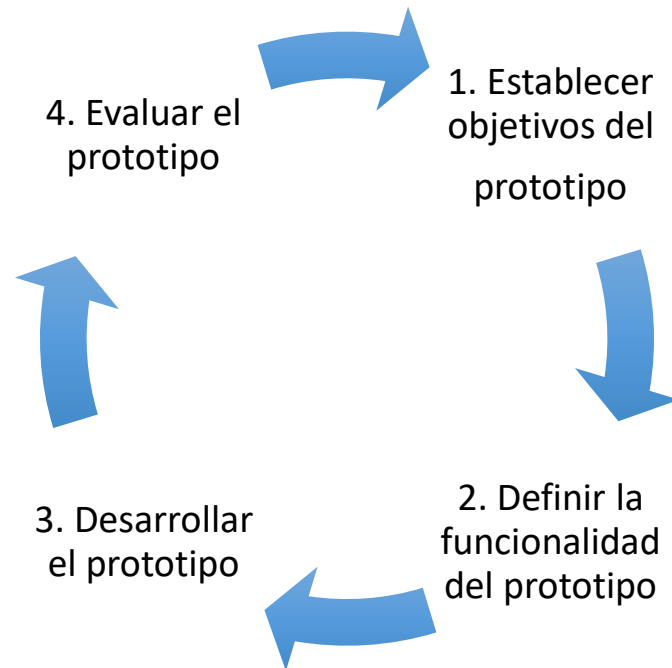 1. Establecer
objetivos del
prototipo
2. Definir la
funcionalidad
del prototipo
3. Desarrollar
el prototipo
4. Evaluar el
prototipo